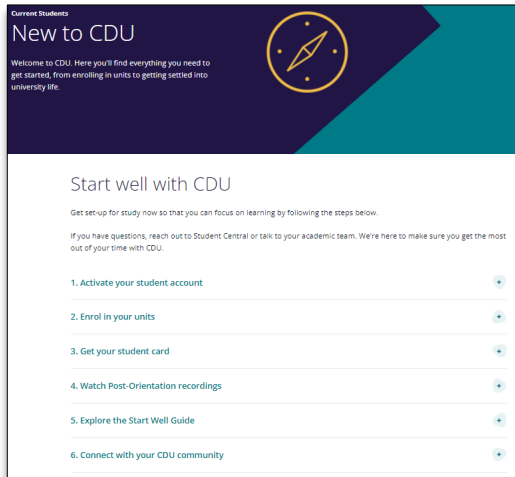 Current Students
New to CDU
Welcome to CDU. Here you'll find everything you need to
get started, from enrolling in units to getting settled into
university life.
Start well with CDU
Get set-up for study now so that you can focus on learning by following the steps below.
If you have questions, reach out to Student Central or talk to your academic team. We're here to make sure you get the most
out of your time with CDU.
1. Activate your student account
+
2. Enrol in your units
+
3. Get your student card
+
4. Watch Post-Orientation recordings
+
5. Explore the Start Well Guide
+
6. Connect with your CDU community
+